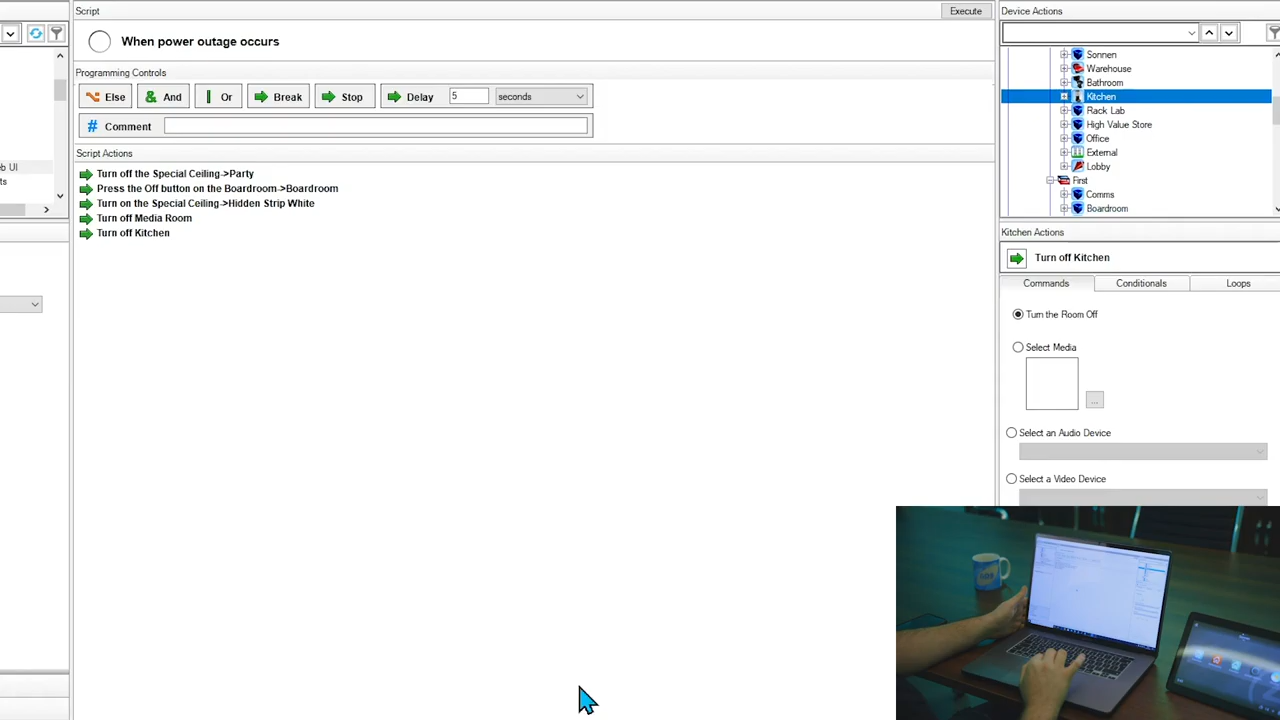 Script
Execute
When power outage occurs
Programming Controls
Else
And
Or
Break
Stop
Delay
5
seconds
# Comment
Script Actions
Turn off the Special Ceiling->Party
Press the Off button on the Boardroom->Boardroom
Turn on the Special Ceiling->Hidden Strip White
Turn off Media Room
Turn off Kitchen
Device Actions
Sonnen
Warehouse
Bathroom
Kitchen
Rack Lab
High Value Store
Office
External
Lobby
First
Comms
Boardroom
Kitchen Actions
Turn off Kitchen
Commands
Conditionals
Loops
Turn the Room Off
Select Media
...
Select an Audio Device
Select a Video Device